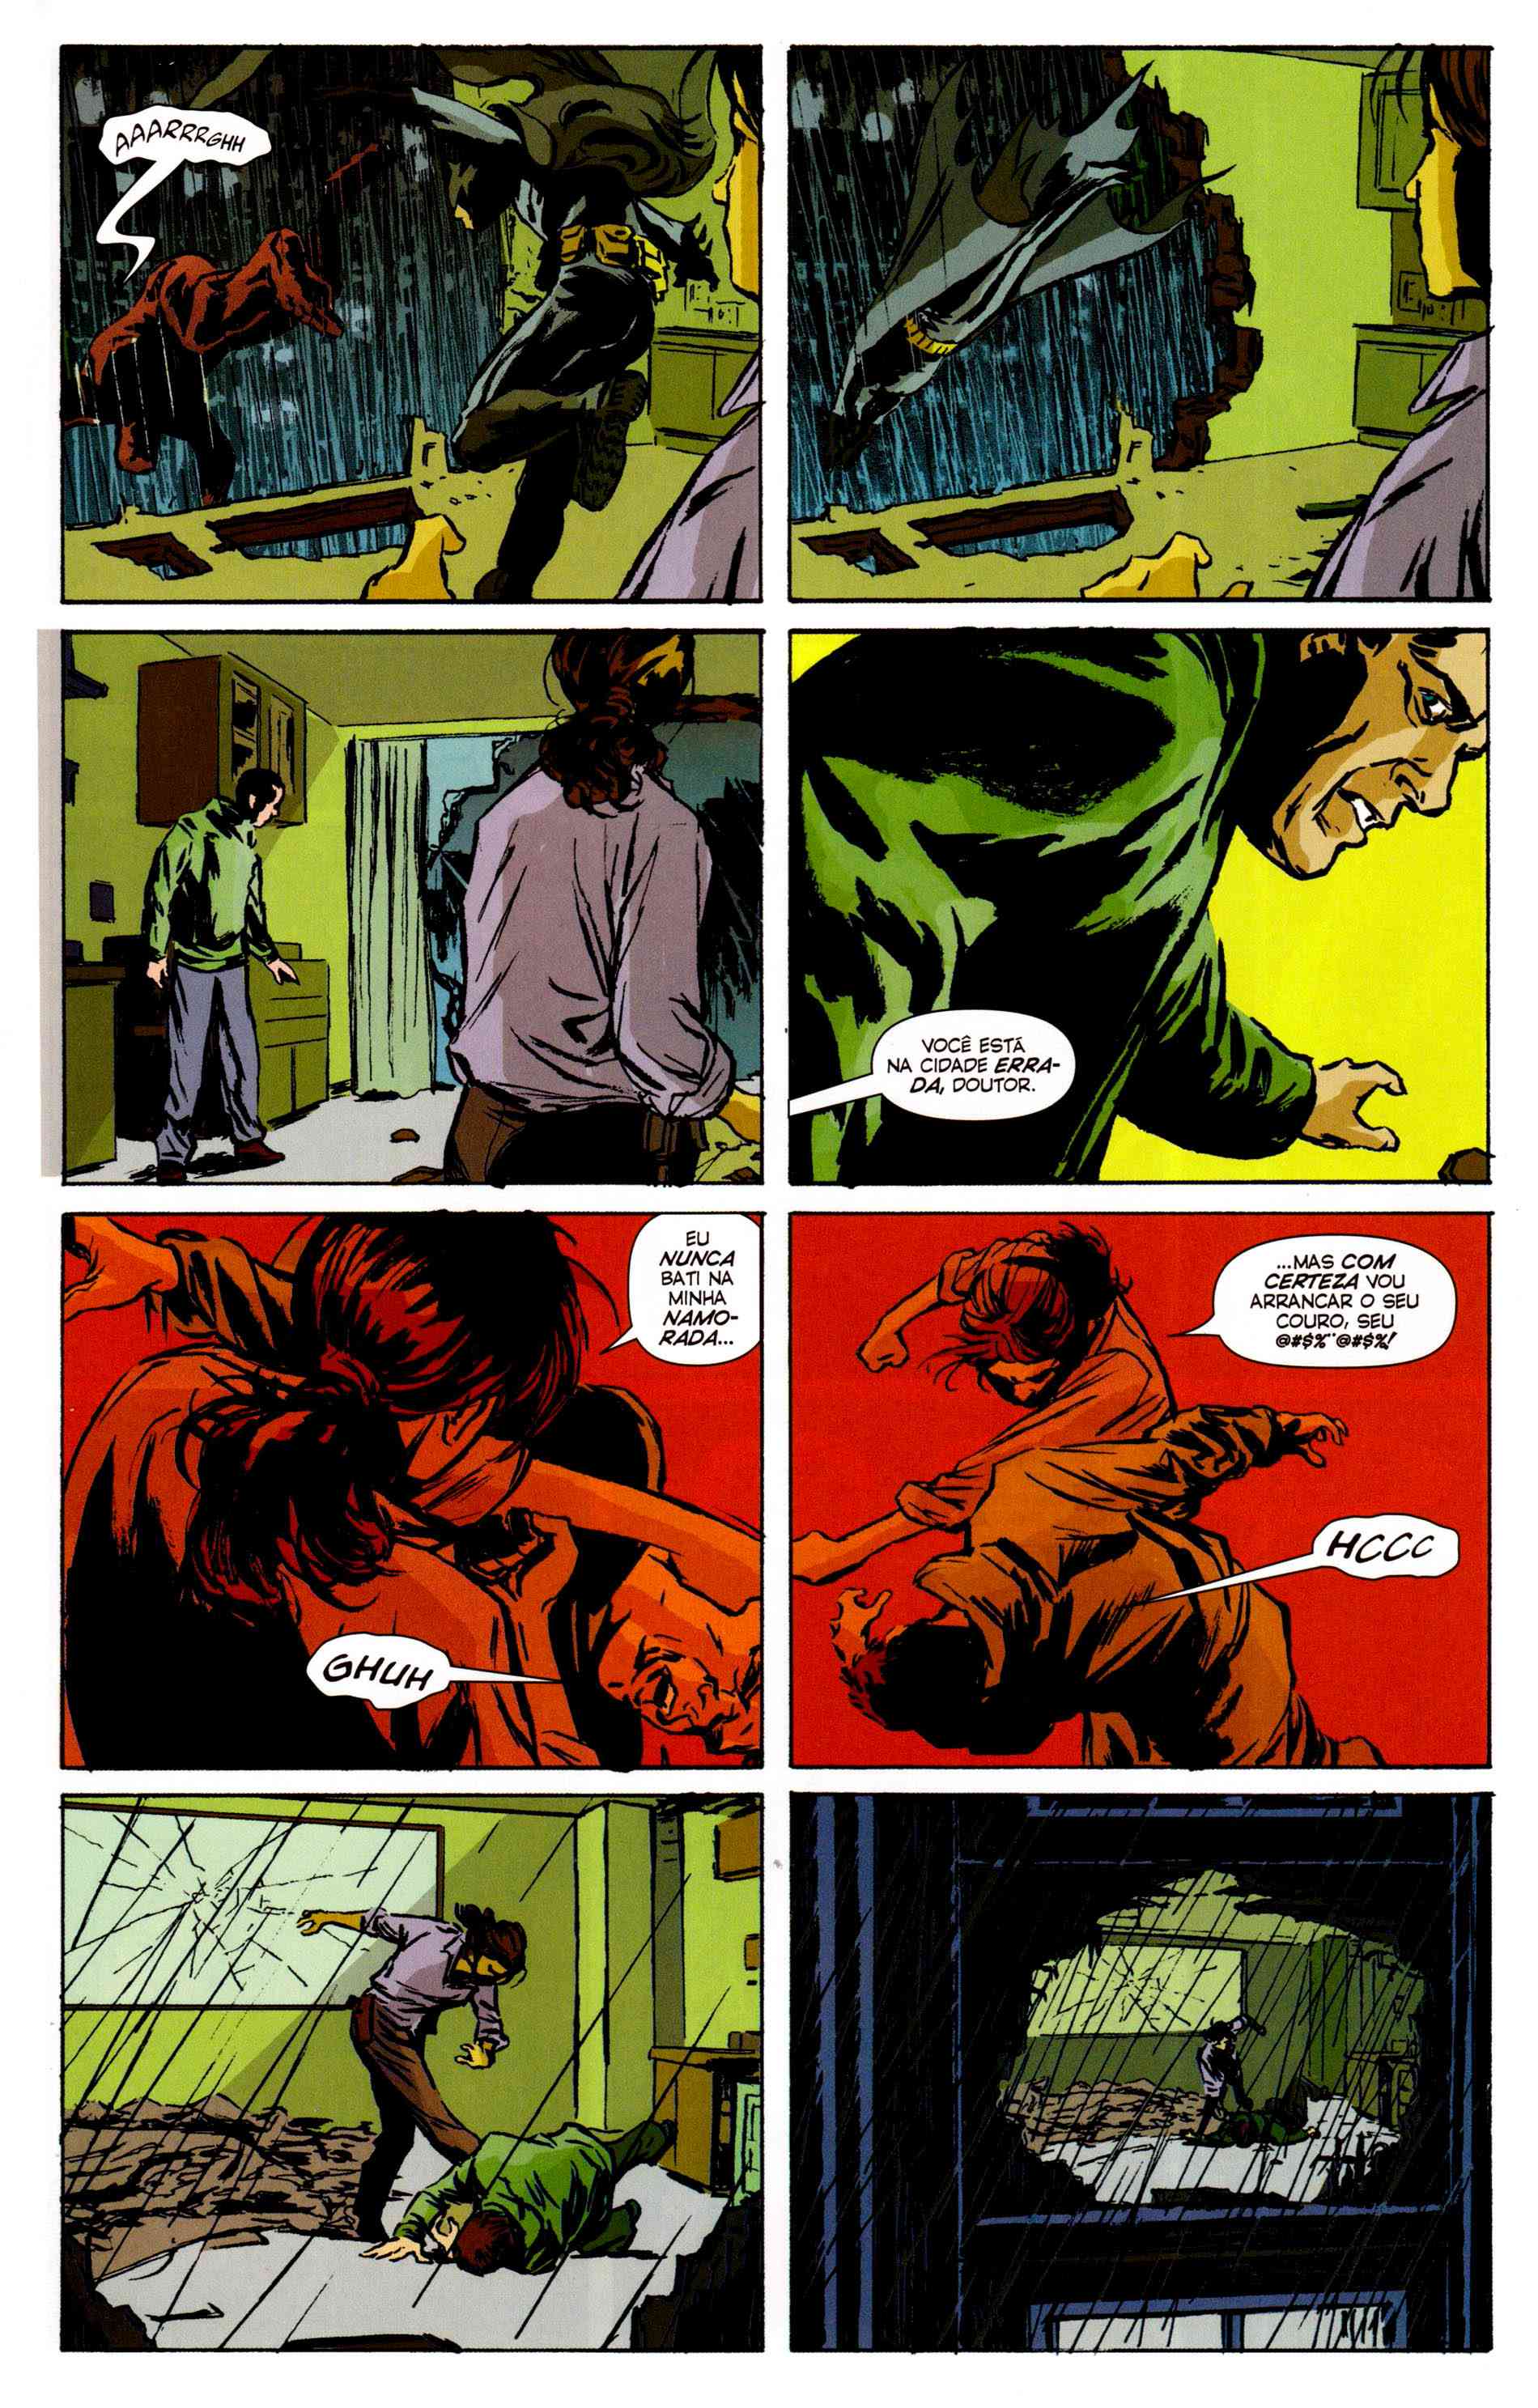 AAARRRGHH
VOCÊ ESTÁ
NA CIDADE ERRA-
DA, DOUTOR.
EU
NUNCA
BATI NA
MINHA
NAMO-
RADA...
GHUH
...MAS COM
CERTEZA VOU
ARRANCAR O SEU
COURO, SEU
@#$%¨@#$%!
HCCC